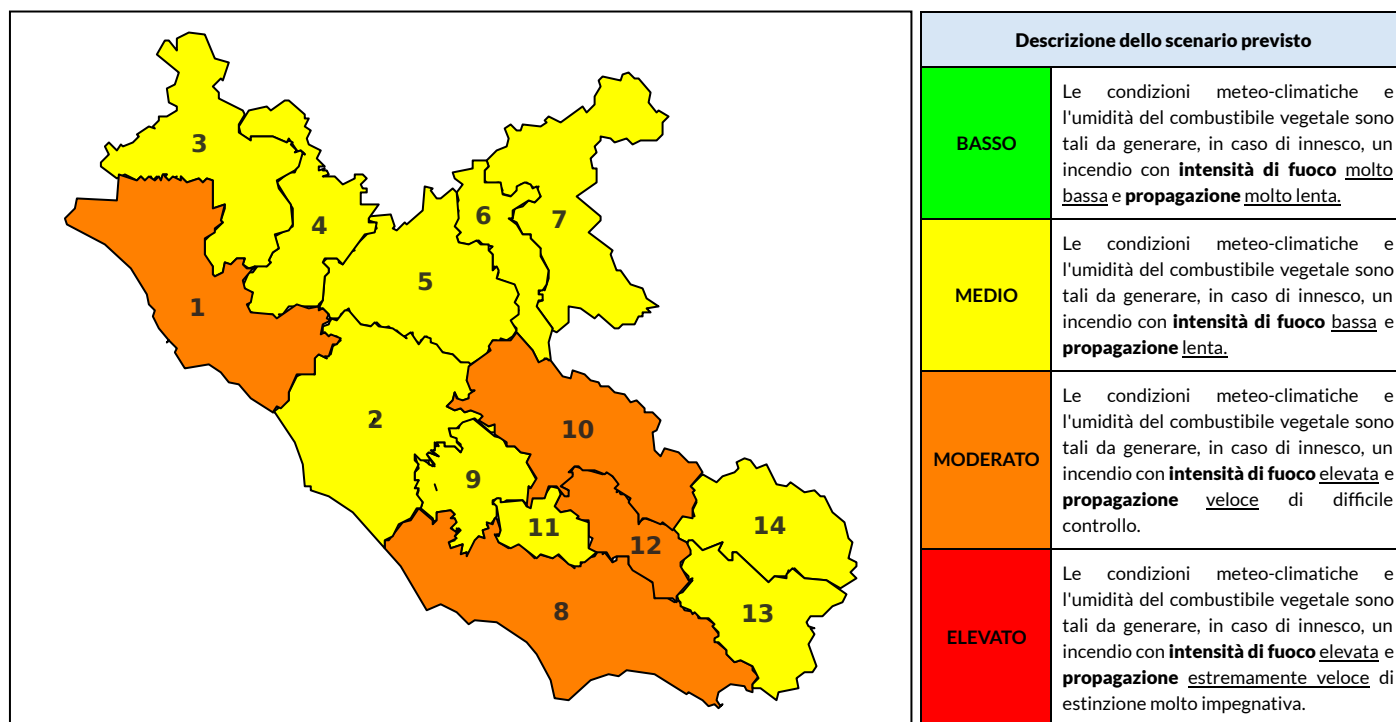 3
4
6
7
5
1
2
10
9
11
14
12
8
13
Descrizione dello scenario previsto
BASSO
Le condizioni meteo-climatiche e
l'umidità del combustibile vegetale sono
tali da generare, in caso di innesco, un
incendio con intensità di fuoco molto
bassa e propagazione molto lenta.
MEDIO
Le condizioni meteo-climatiche e
l'umidità del combustibile vegetale sono
tali da generare, in caso di innesco, un
incendio con intensità di fuoco bassa e
propagazione lenta.
MODERATO
Le condizioni meteo-climatiche e
l'umidità del combustibile vegetale sono
tali da generare, in caso di innesco, un
incendio con intensità di fuoco elevata e
propagazione veloce di difficile
controllo.
ELEVATO
Le condizioni meteo-climatiche e
l'umidità del combustibile vegetale sono
tali da generare, in caso di innesco, un
incendio con intensità di fuoco elevata e
propagazione estremamente veloce di
estinzione molto impegnativa.